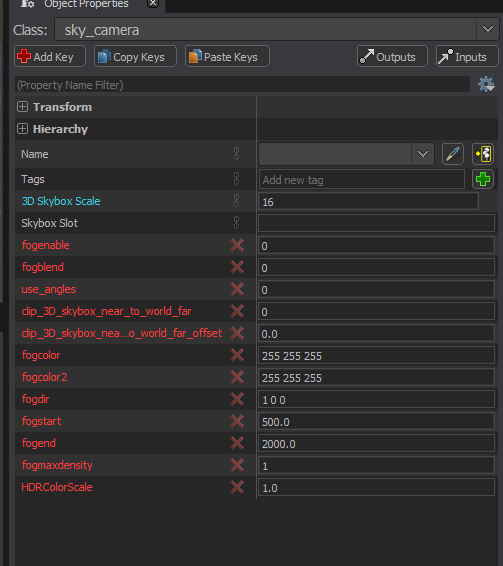 Object Properties
Class: sky_camera
Add Key Copy Keys Paste Keys Outputs Inputs
(Property Name Filter)
Transform
Hierarchy
Name
Tags Add new tag
3D Skybox Scale 16
Skybox Slot
fogenable 0
fogblend 0
use_angles 0
clip_3D_skybox_near_to_world_far 0
clip_3D_skybox_nea...o_world_far_offset 0.0
fogcolor 255 255 255
fogcolor2 255 255 255
fogdir 1 0 0
fogstart 500.0
fogend 2000.0
fogmaxdensity 1
HDRColorScale 1.0